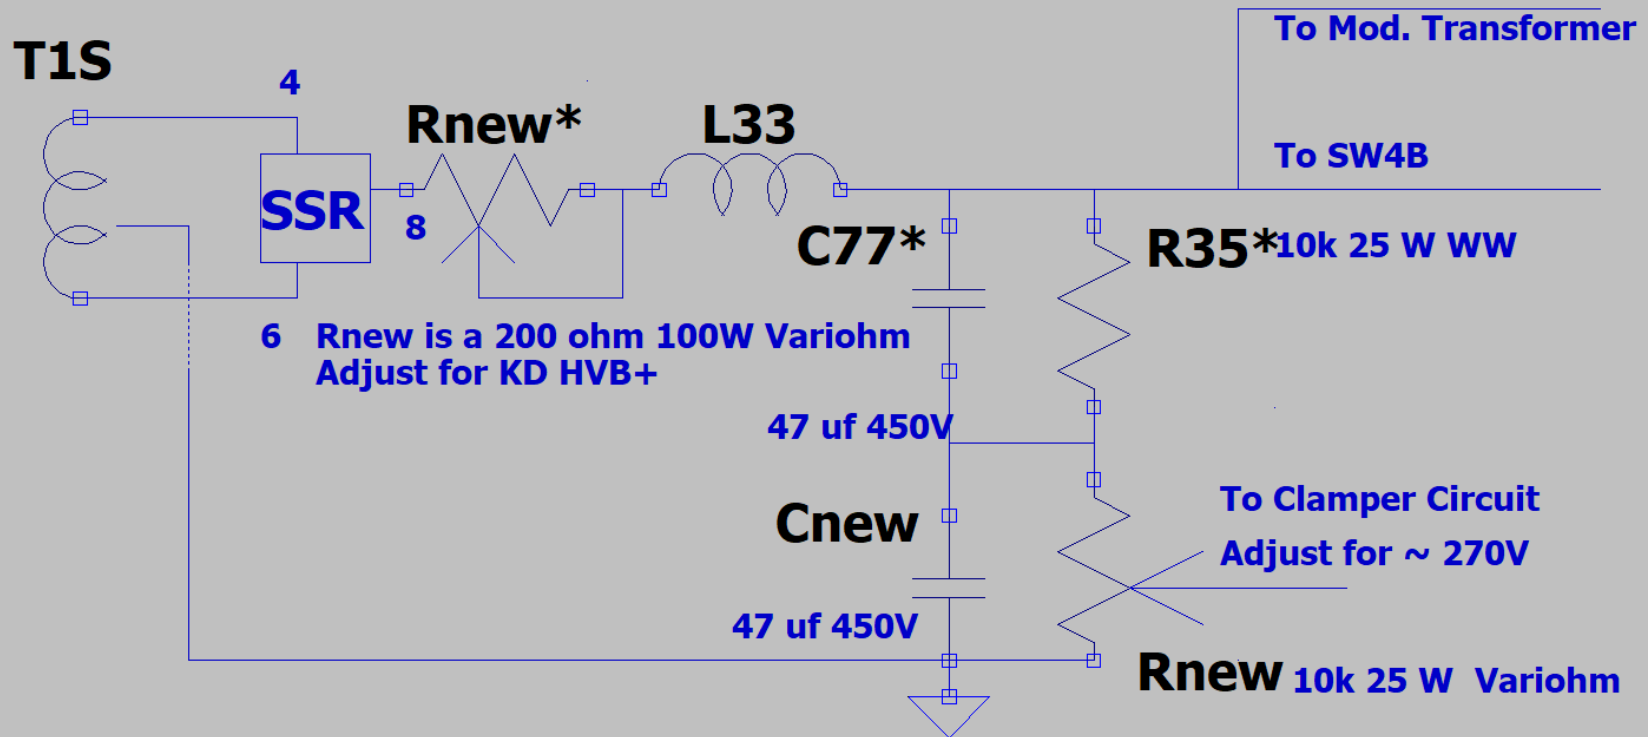 To Mod. Transformer
T1S
4
Rnew*
L33
To SW4B
SSR
8
C77*
R35*
10k 25 W WW
6
Rnew is a 200 ohm 100W Variohm
Adjust for KD HVB+
47 uf 450V
To Clamper Circuit
Cnew
Adjust for ~ 270V
47 uf 450V
Rnew
10k 25 W Variohm